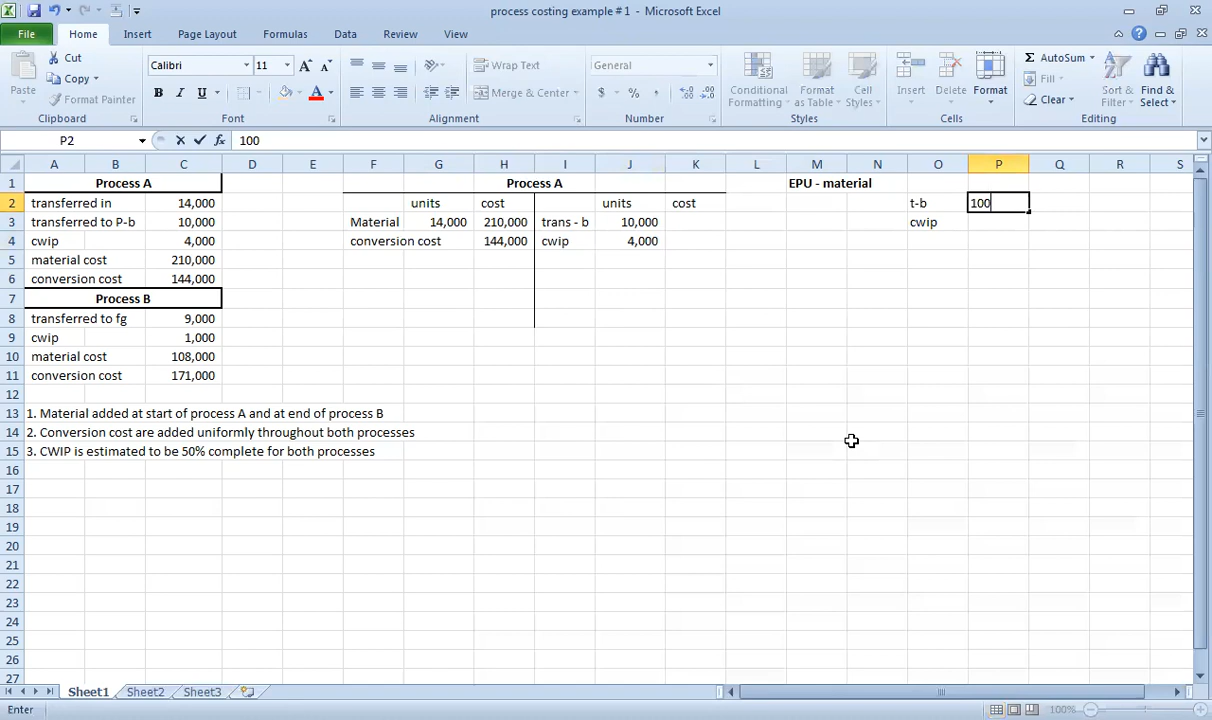 process costing example # 1 - Microsoft Excel
File Home Insert Page Layout Formulas Data Review View
Paste
Cut
Copy
Format Painter
Clipboard
Calibri 11
B I U
Font
Wrap Text
Merge & Center
Alignment
General
$ % ,
Number
Conditional Formatting
Format as Table
Cell Styles
Styles
Insert
Delete
Format
Cells
AutoSum
Fill
Clear
Sort & Filter
Find & Select
Editing
P2 fx 100
A B C D E F G H I J K L M N O P Q R S
1 Process A Process A EPU - material
2 transferred in 14,000 units cost units cost t-b 100
3 transferred to P-b 10,000 Material 14,000 210,000 trans - b 10,000 cwip
4 cwip 4,000 conversion cost 144,000 cwip 4,000
5 material cost 210,000
6 conversion cost 144,000
7 Process B
8 transferred to fg 9,000
9 cwip 1,000
10 material cost 108,000
11 conversion cost 171,000
12
13 1. Material added at start of process A and at end of process B
14 2. Conversion cost are added uniformly throughout both processes
15 3. CWIP is estimated to be 50% complete for both processes
16
17
18
19
20
21
22
23
24
25
26
27
Sheet1 Sheet2 Sheet3
Enter 100%